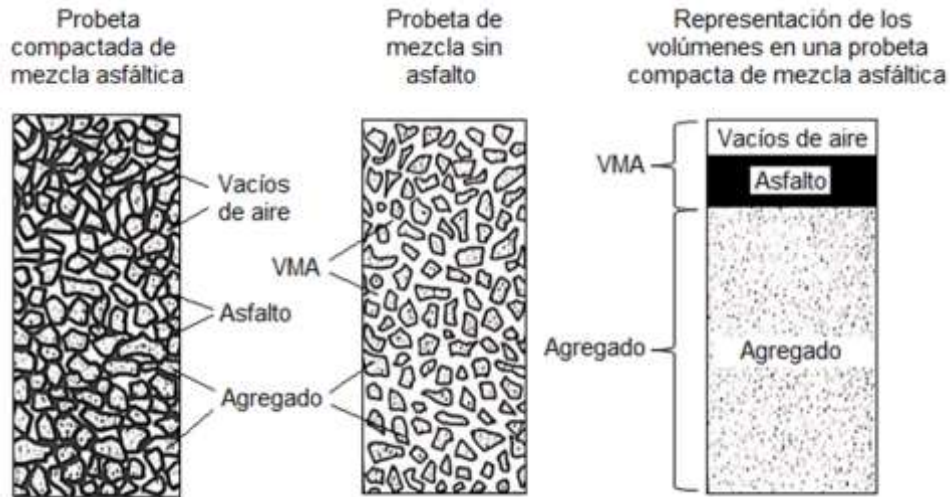 Probeta
compactada de
mezcla asfáltica
Probeta de
mezcla sin
asfalto
Representación de los
volúmenes en una probeta
compacta de mezcla asfáltica
Vacíos
de aire
Asfalto
Agregado
VMA
VMA
Agregado
Vacíos de aire
Asfalto
Agregado